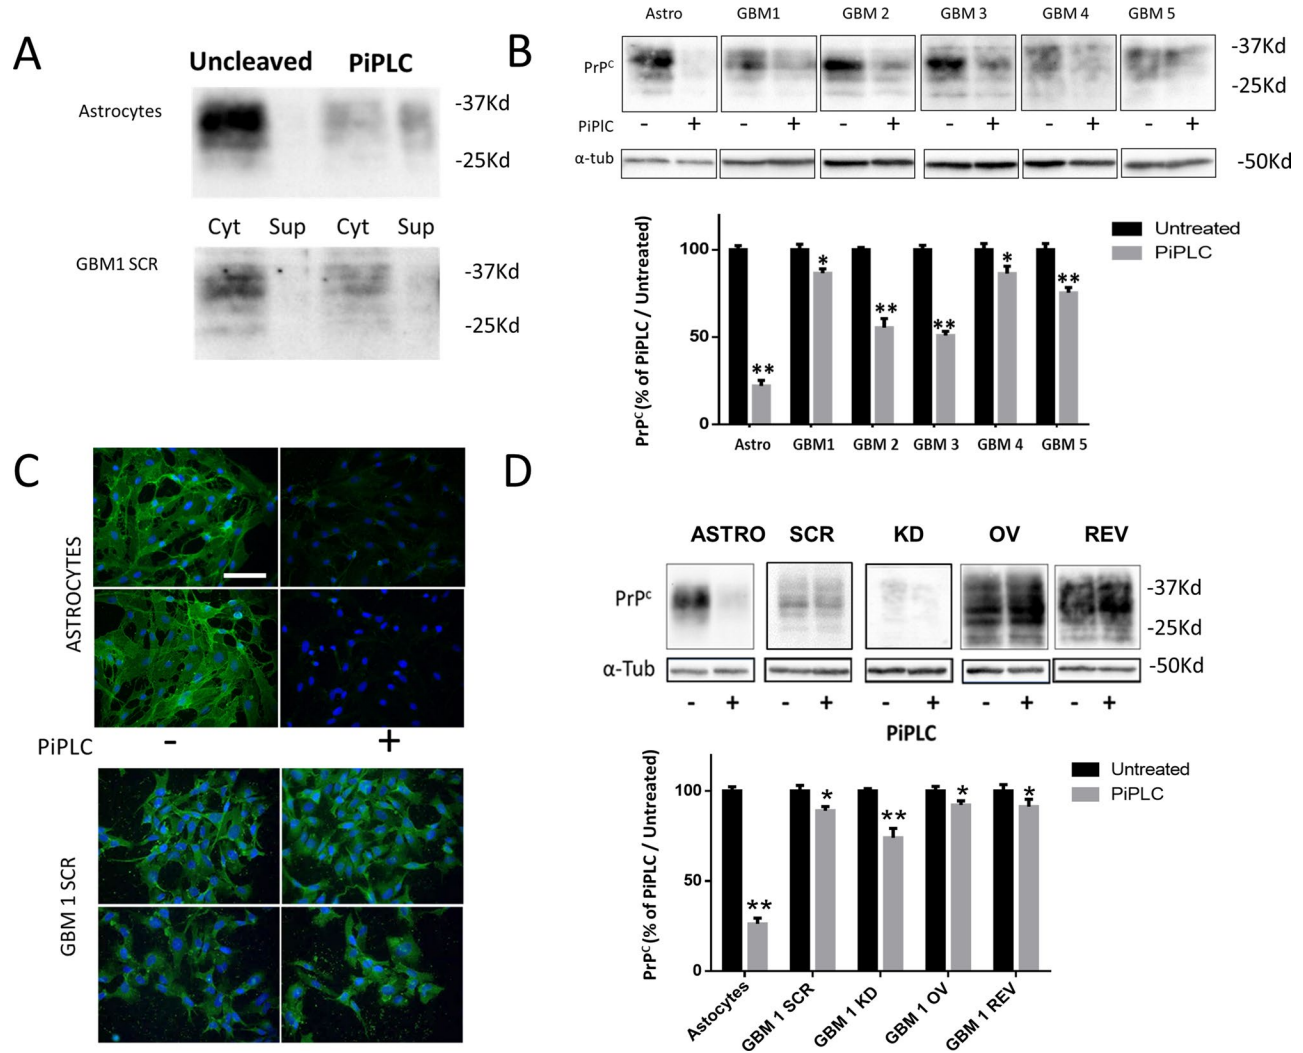 A
Uncleaved PiPLC
Astrocytes
-37Kd
-25Kd
Cyt Sup Cyt Sup
GBM1 SCR
-37Kd
-25Kd
B
Astro GBM1 GBM 2 GBM 3 GBM 4 GBM 5
PrPᶜ
-37Kd
-25Kd
PiPlC - + - + - + - + - + - +
α-tub
-50Kd
PrPᶜ (% of PiPLC / Untreated)
Untreated
PiPLC
100
50
0
** * ** ** * **
Astro GBM1 GBM 2 GBM 3 GBM 4 GBM 5
C
ASTROCYTES
PiPLC - +
GBM 1 SCR
D
ASTRO SCR KD OV REV
PrPᶜ
-37Kd
-25Kd
α-Tub
-50Kd
- + - + - + - + - +
PiPLC
PrPᶜ (% of PiPLC / Untreated)
Untreated
PiPLC
100
50
0
** * ** * *
Astocytes
GBM 1 SCR
GBM 1 KD
GBM 1 OV
GBM 1 REV